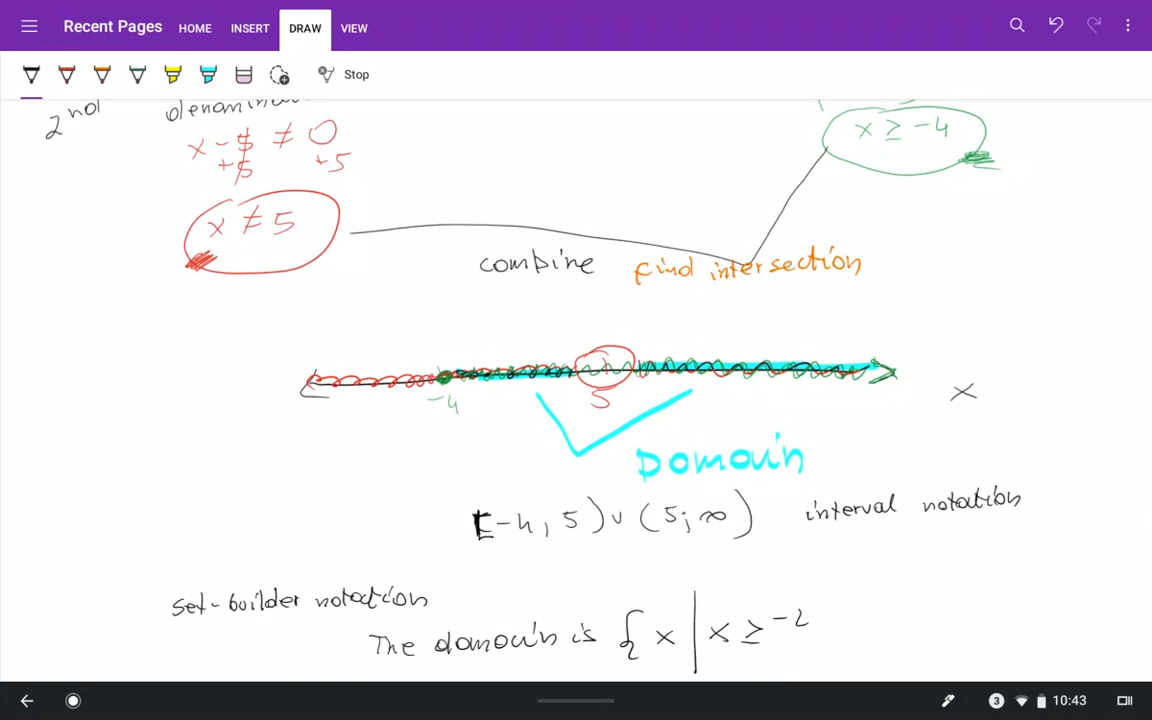 Recent Pages HOME INSERT DRAW VIEW
Stop
2nd
x - 5 ≠ 0
+5 +5
x ≥ -4
x ≠ 5
combine find intersection
-4 5 x
Domain
[-4, 5) ∪ (5; ∞) interval notation
set-builder notation
The domain is { x | x ≥ -2
3 10:43